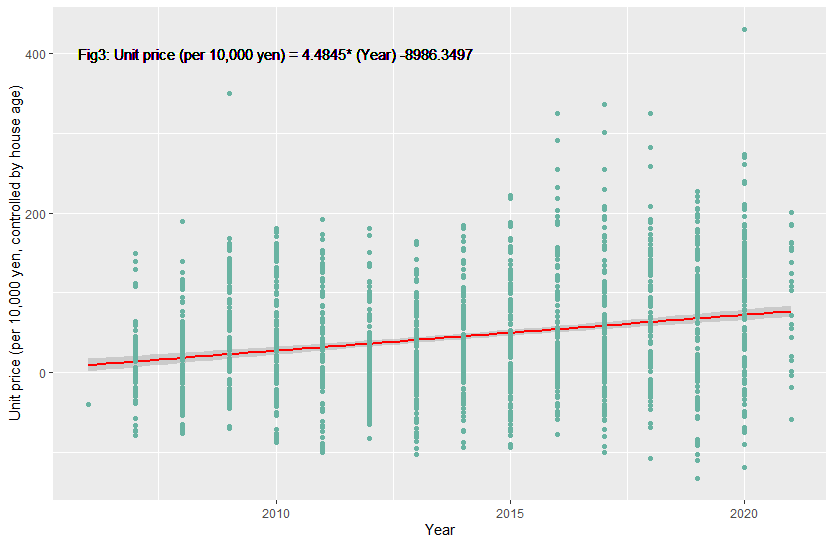 Fig3: Unit price (per 10,000 yen) = 4.4845* (Year) -8986.3497
Unit price (per 10,000 yen, controlled by house age)
400
200
0
2010
2015
2020
Year